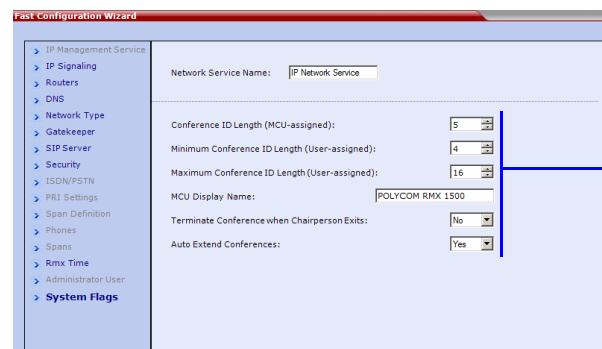 Fast Configuration Wizard
IP Management Service
IP Signaling
Routers
DNS
Network Type
Gatekeeper
SIP Server
Security
ISDN/PSTN
PRI Settings
Span Definition
Phones
Spans
Rmx Time
Administrator User
System Flags
Network Service Name: IP Network Service
Conference ID Length (MCU-assigned): 5
Minimum Conference ID Length (User-assigned): 4
Maximum Conference ID Length (User-assigned): 16
MCU Display Name: POLYCOM RMX 1500
Terminate Conference when Chairperson Exits: No
Auto Extend Conferences: Yes